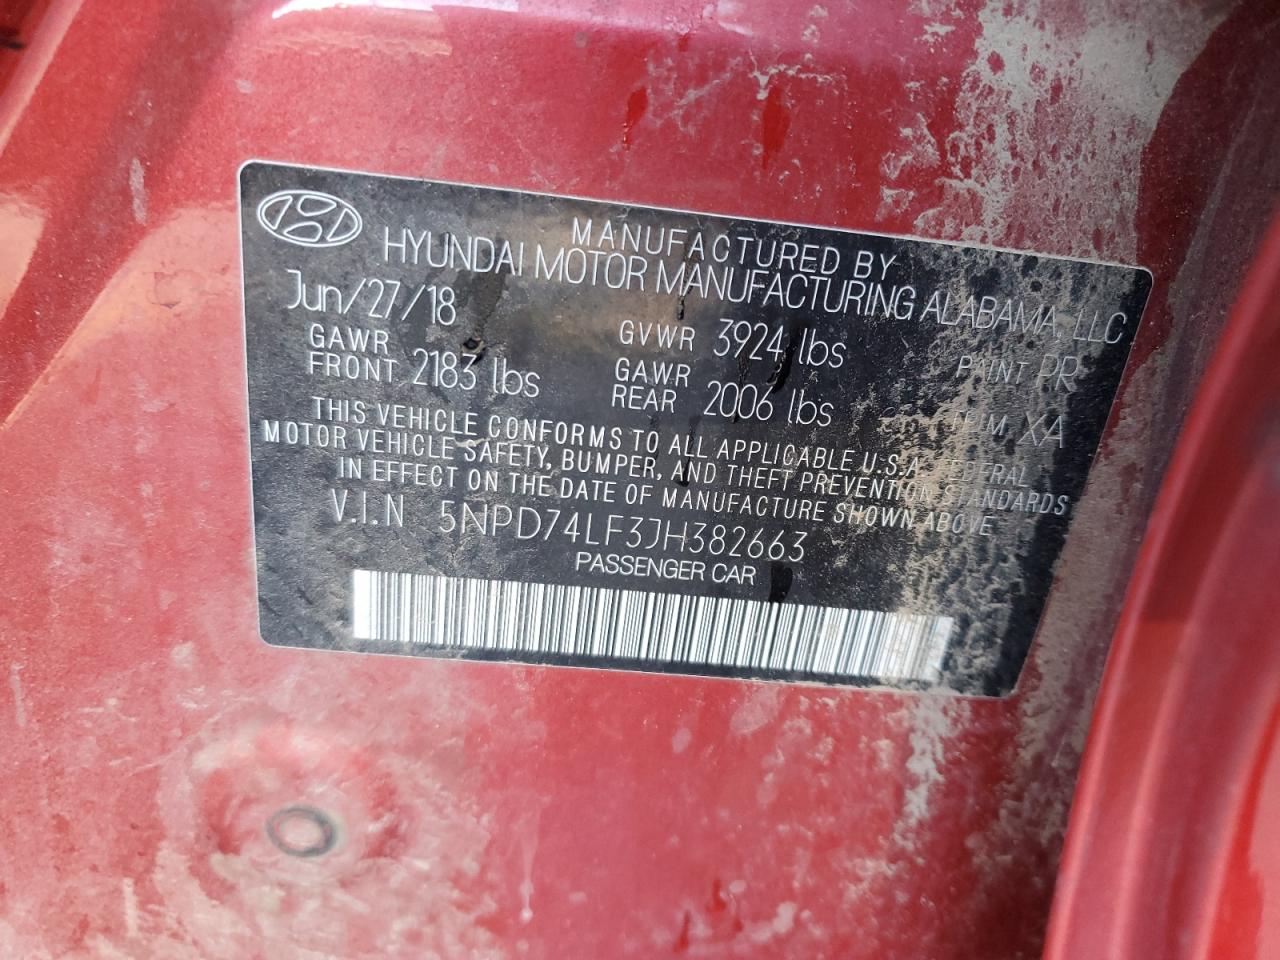 MANUFACTURED BY
HYUNDAI MOTOR MANUFACTURING ALABAMA, LLC
Jun/27/18 GVWR 3924 lbs PAINT PR
GAWR FRONT 2183 lbs GAWR REAR 2006 lbs TRIM XA
THIS VEHICLE CONFORMS TO ALL APPLICABLE U.S.A. FEDERAL
MOTOR VEHICLE SAFETY, BUMPER, AND THEFT PREVENTION STANDARDS
IN EFFECT ON THE DATE OF MANUFACTURE SHOWN ABOVE
V.I.N 5NPD74LF3JH382663
PASSENGER CAR